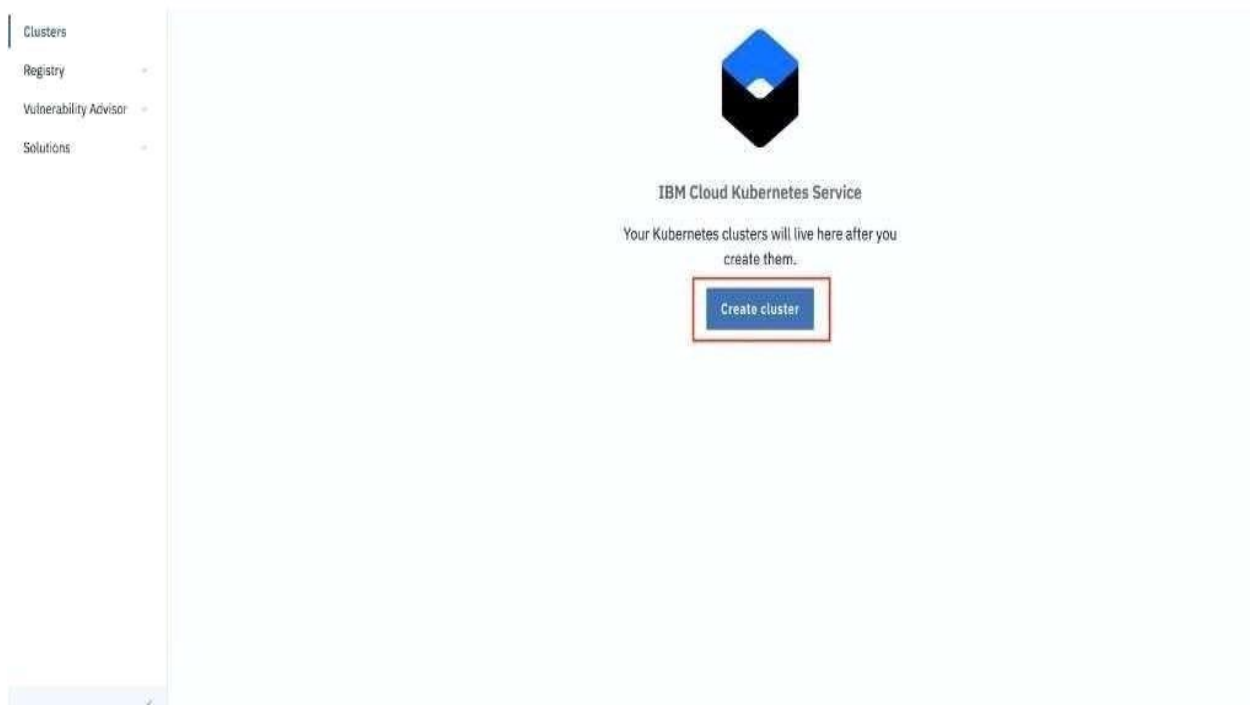 Clusters
Registry
Vulnerability Advisor
Solutions
IBM Cloud Kubernetes Service
Your Kubernetes clusters will live here after you
create them.
Create cluster